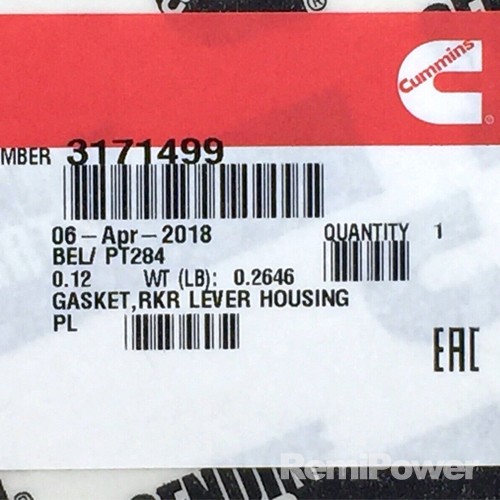 Cummins
®
MBER 3171499
06-Apr-2018 QUANTITY 1
BEL/ PT284
0.12 WT (LB): 0.2646
GASKET,RKR LEVER HOUSING
PL
EAC
RemiPower